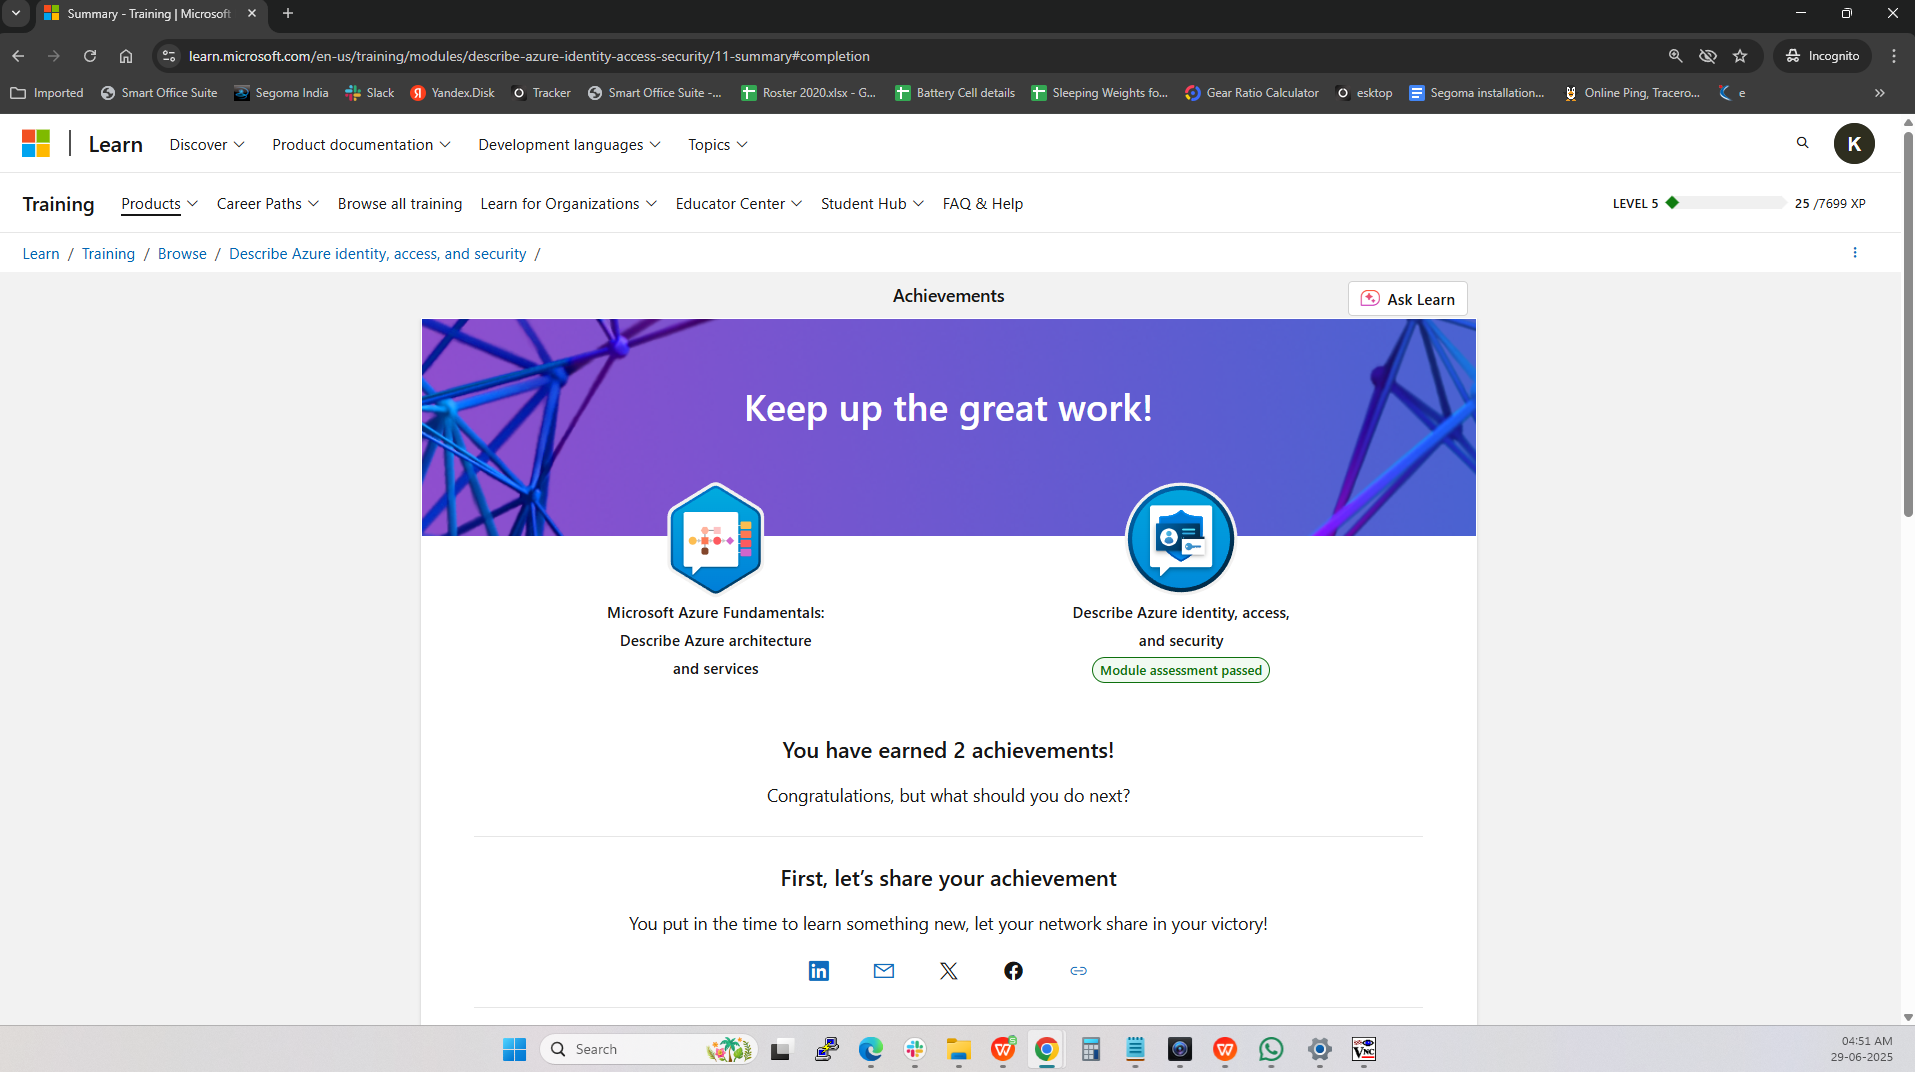 Summary - Training | Microsoft
learn.microsoft.com/en-us/training/modules/describe-azure-identity-access-security/11-summary#completion
Incognito
Imported
Smart Office Suite
Segoma India
Slack
Yandex.Disk
Tracker
Smart Office Suite -...
Roster 2020.xlsx - G...
Battery Cell details
Sleeping Weights fo...
Gear Ratio Calculator
esktop
Segoma installation...
Online Ping, Tracero...
e
Learn
Discover
Product documentation
Development languages
Topics
K
Training
Products
Career Paths
Browse all training
Learn for Organizations
Educator Center
Student Hub
FAQ & Help
LEVEL 5
25 /7699 XP
Learn / Training / Browse / Describe Azure identity, access, and security /
Achievements
Ask Learn
Keep up the great work!
Microsoft Azure Fundamentals:
Describe Azure architecture
and services
Describe Azure identity, access,
and security
Module assessment passed
You have earned 2 achievements!
Congratulations, but what should you do next?
First, let's share your achievement
You put in the time to learn something new, let your network share in your victory!
Search
04:51 AM
29-06-2025